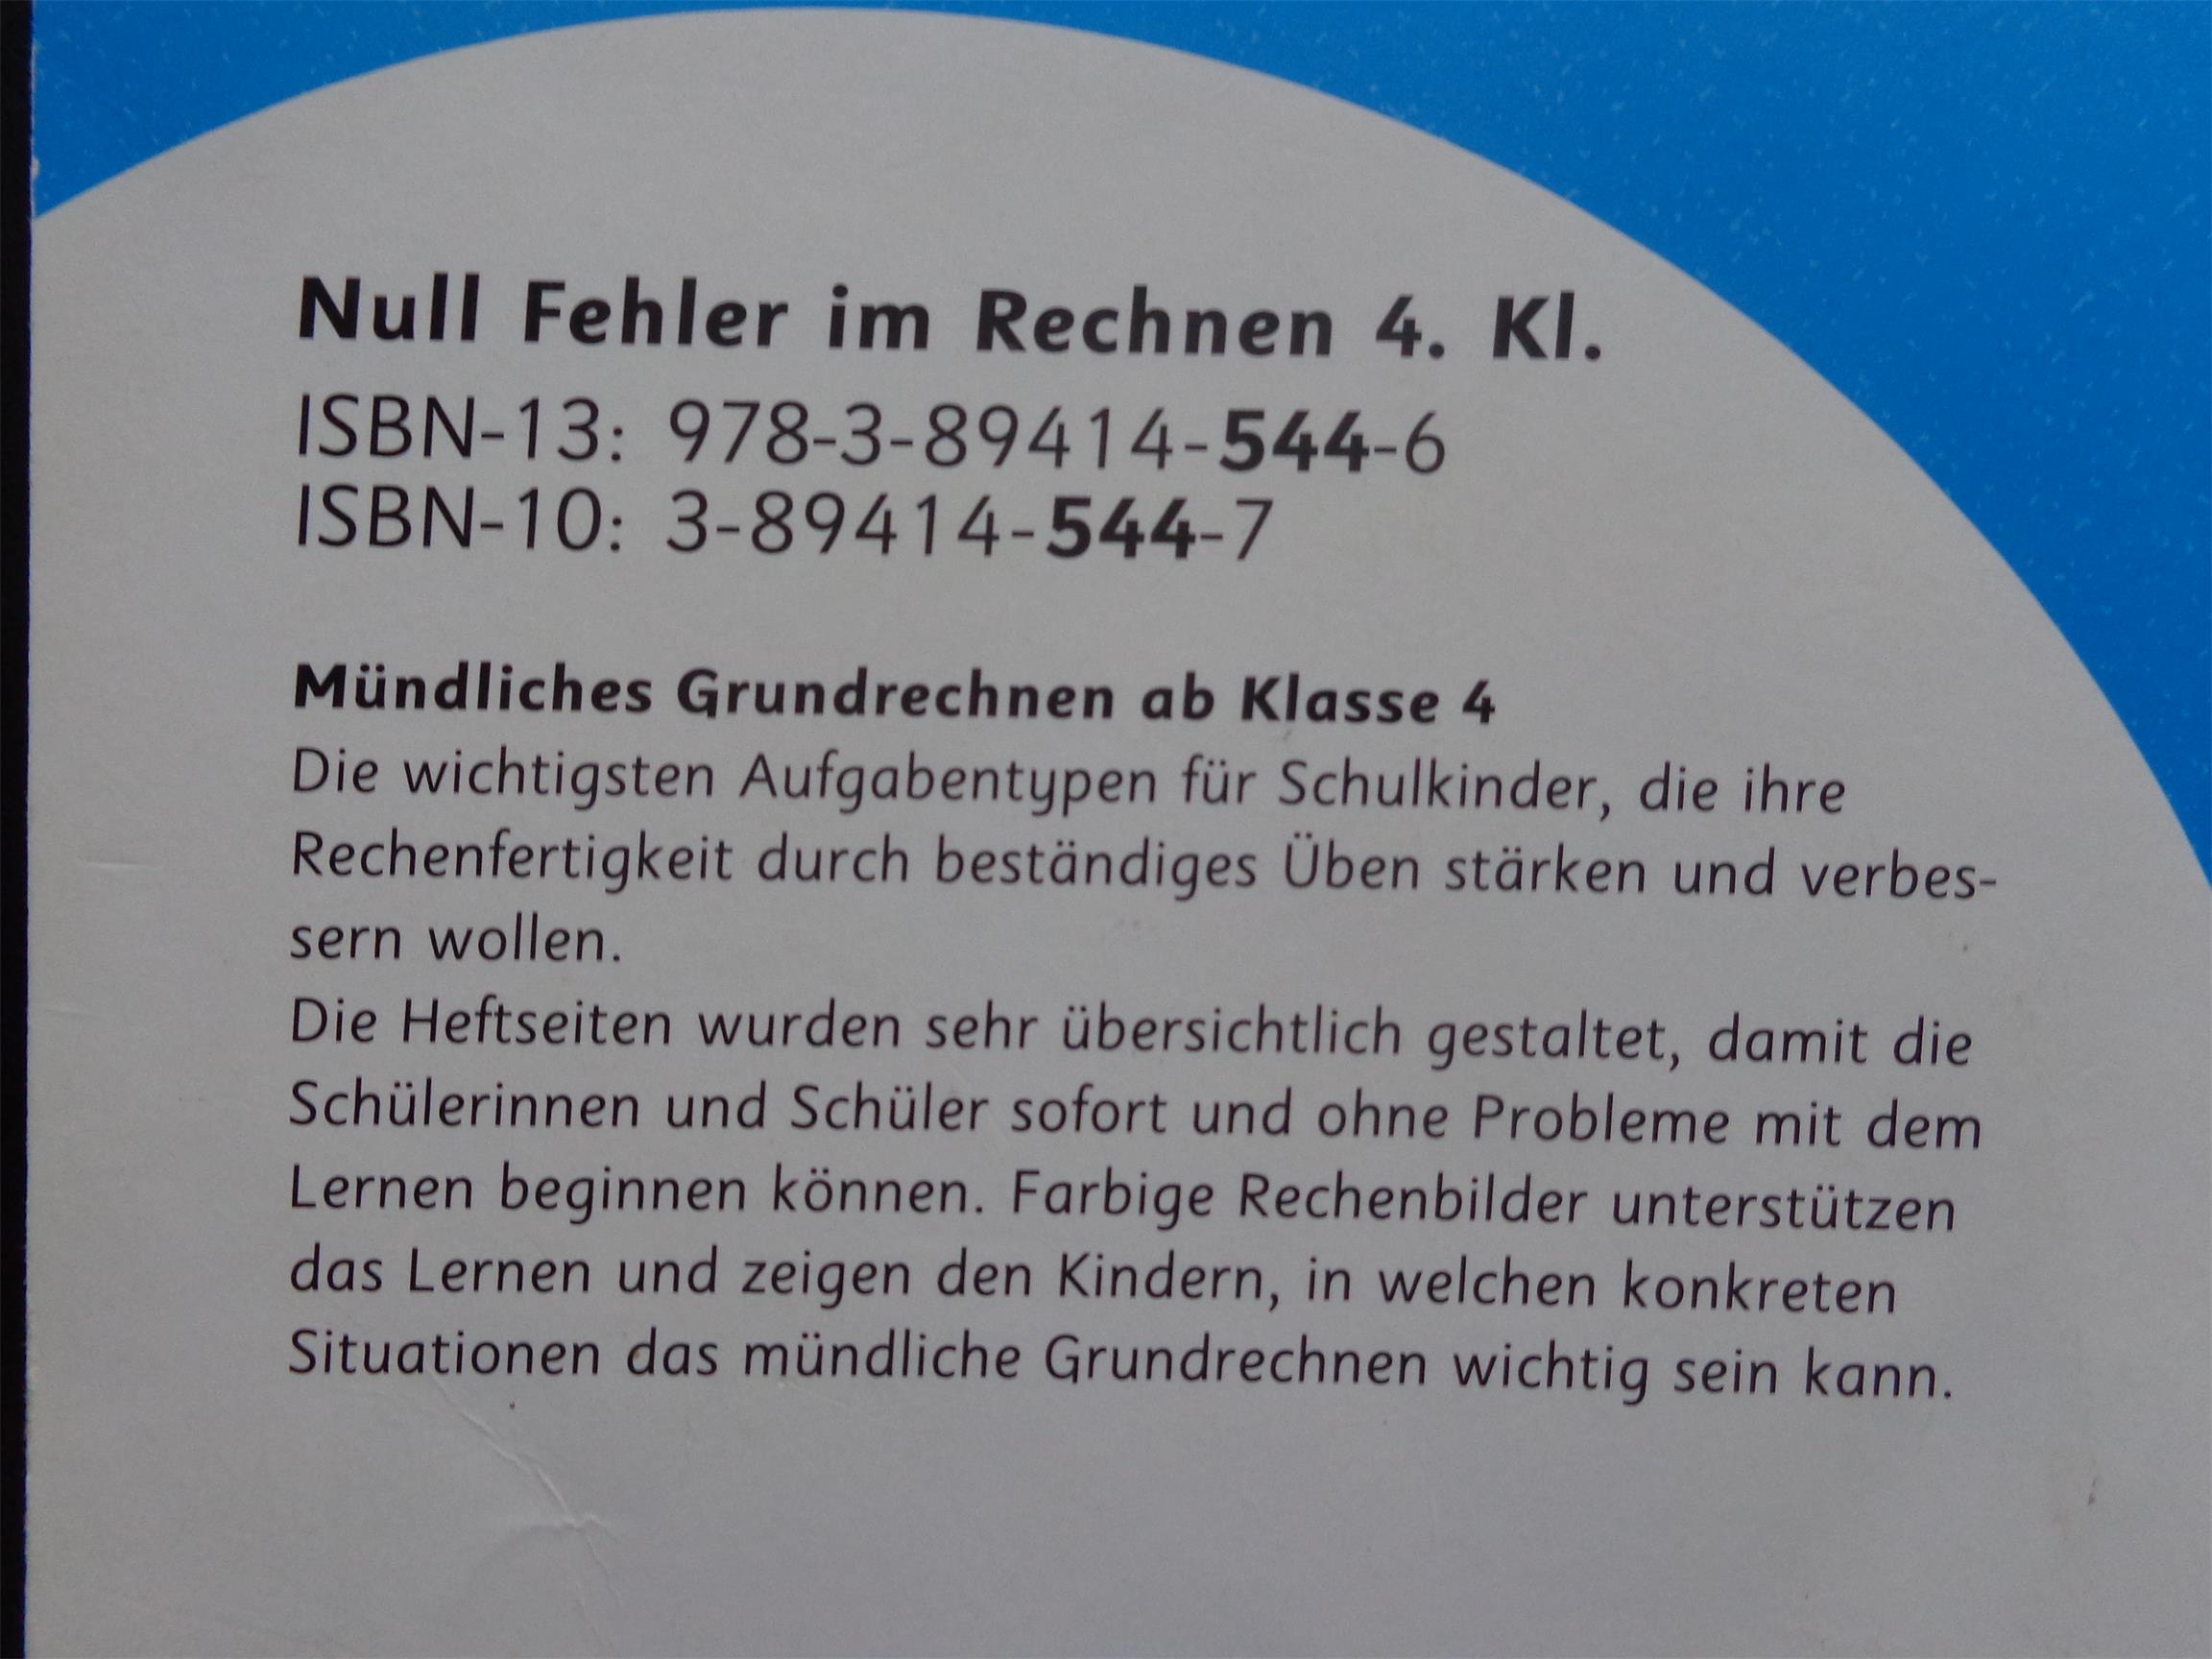 Null Fehler im Rechnen 4. Kl.
ISBN-13: 978-3-89414-544-6
ISBN-10: 3-89414-544-7
Mündliches Grundrechnen ab Klasse 4
Die wichtigsten Aufgabentypen für Schulkinder, die ihre
Rechenfertigkeit durch beständiges Üben stärken und verbes-
sern wollen.
Die Heftseiten wurden sehr übersichtlich gestaltet, damit die
Schülerinnen und Schüler sofort und ohne Probleme mit dem
Lernen beginnen können. Farbige Rechenbilder unterstützen
das Lernen und zeigen den Kindern, in welchen konkreten
Situationen das mündliche Grundrechnen wichtig sein kann.